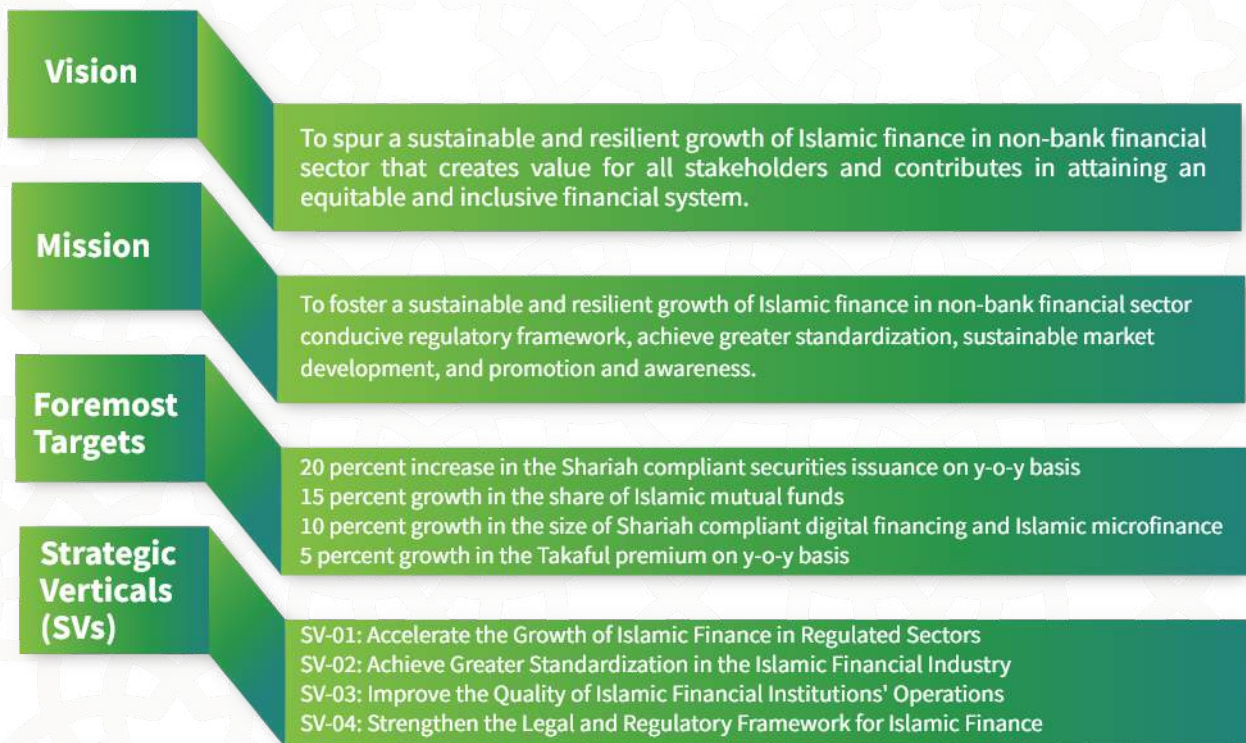 Vision
To spur a sustainable and resilient growth of Islamic finance in non-bank financial
sector that creates value for all stakeholders and contributes in attaining an
equitable and inclusive financial system.
Mission
To foster a sustainable and resilient growth of Islamic finance in non-bank financial sector
conducive regulatory framework, achieve greater standardization, sustainable market
development, and promotion and awareness.
Foremost
Targets
20 percent increase in the Shariah compliant securities issuance on y-o-y basis
15 percent growth in the share of Islamic mutual funds
10 percent growth in the size of Shariah compliant digital financing and Islamic microfinance
5 percent growth in the Takaful premium on y-o-y basis
Strategic
Verticals
(SVs)
SV-01: Accelerate the Growth of Islamic Finance in Regulated Sectors
SV-02: Achieve Greater Standardization in the Islamic Financial Industry
SV-03: Improve the Quality of Islamic Financial Institutions' Operations
SV-04: Strengthen the Legal and Regulatory Framework for Islamic Finance